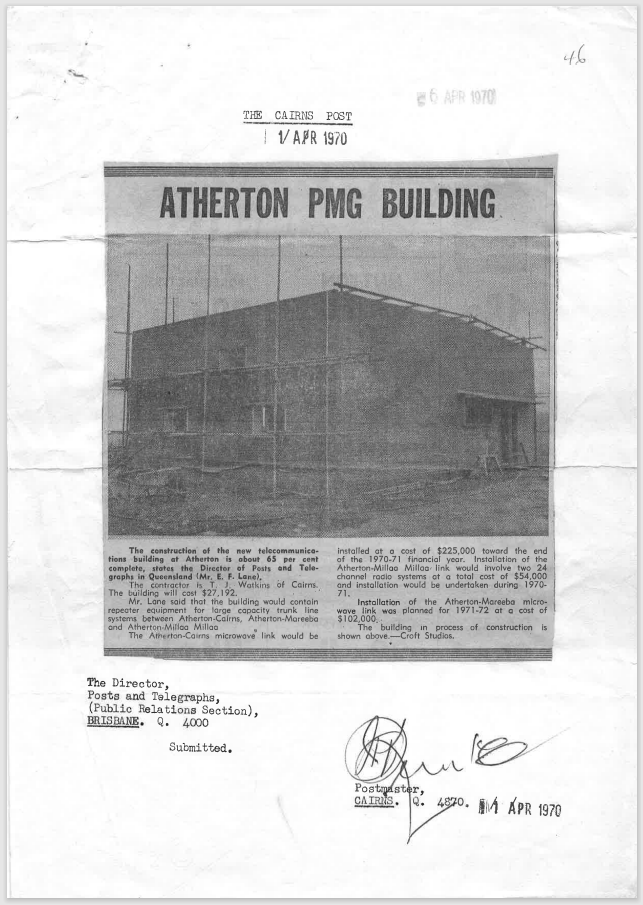 46
6 APR 1970
THE CAIRNS POST
1 APR 1970
ATHERTON PMG BUILDING
The construction of the new telecommunica-
tions building at Atherton is about 65 per cent
complete, states the Director of Posts and Tele-
graphs in Queensland (Mr. E. F. Lane).
The contractor is T. J. Watkins of Cairns.
The building will cost $27,192.
Mr. Lane said that the building would contain
repeater equipment for large capacity trunk line
systems between Atherton-Cairns, Atherton-Mareeba
and Atherton-Millaa Millaa
The Atherton-Cairns microwave link would be
installed at a cost of $225,000 toward the end
of the 1970-71 financial year. Installation of the
Atherton-Millaa Millaa link would involve two 24
channel radio systems at a total cost of $54,000
and installation would be undertaken during 1970-
71.
Installation of the Atherton-Mareeba micro-
wave link was planned for 1971-72 at a cost of
$102,000.
The building in process of construction is
shown above.—Croft Studios.
The Director,
Posts and Telegraphs,
(Public Relations Section),
BRISBANE. Q. 4000
Submitted.
Postmaster,
CAIRNS. Q. 4870. 1 APR 1970